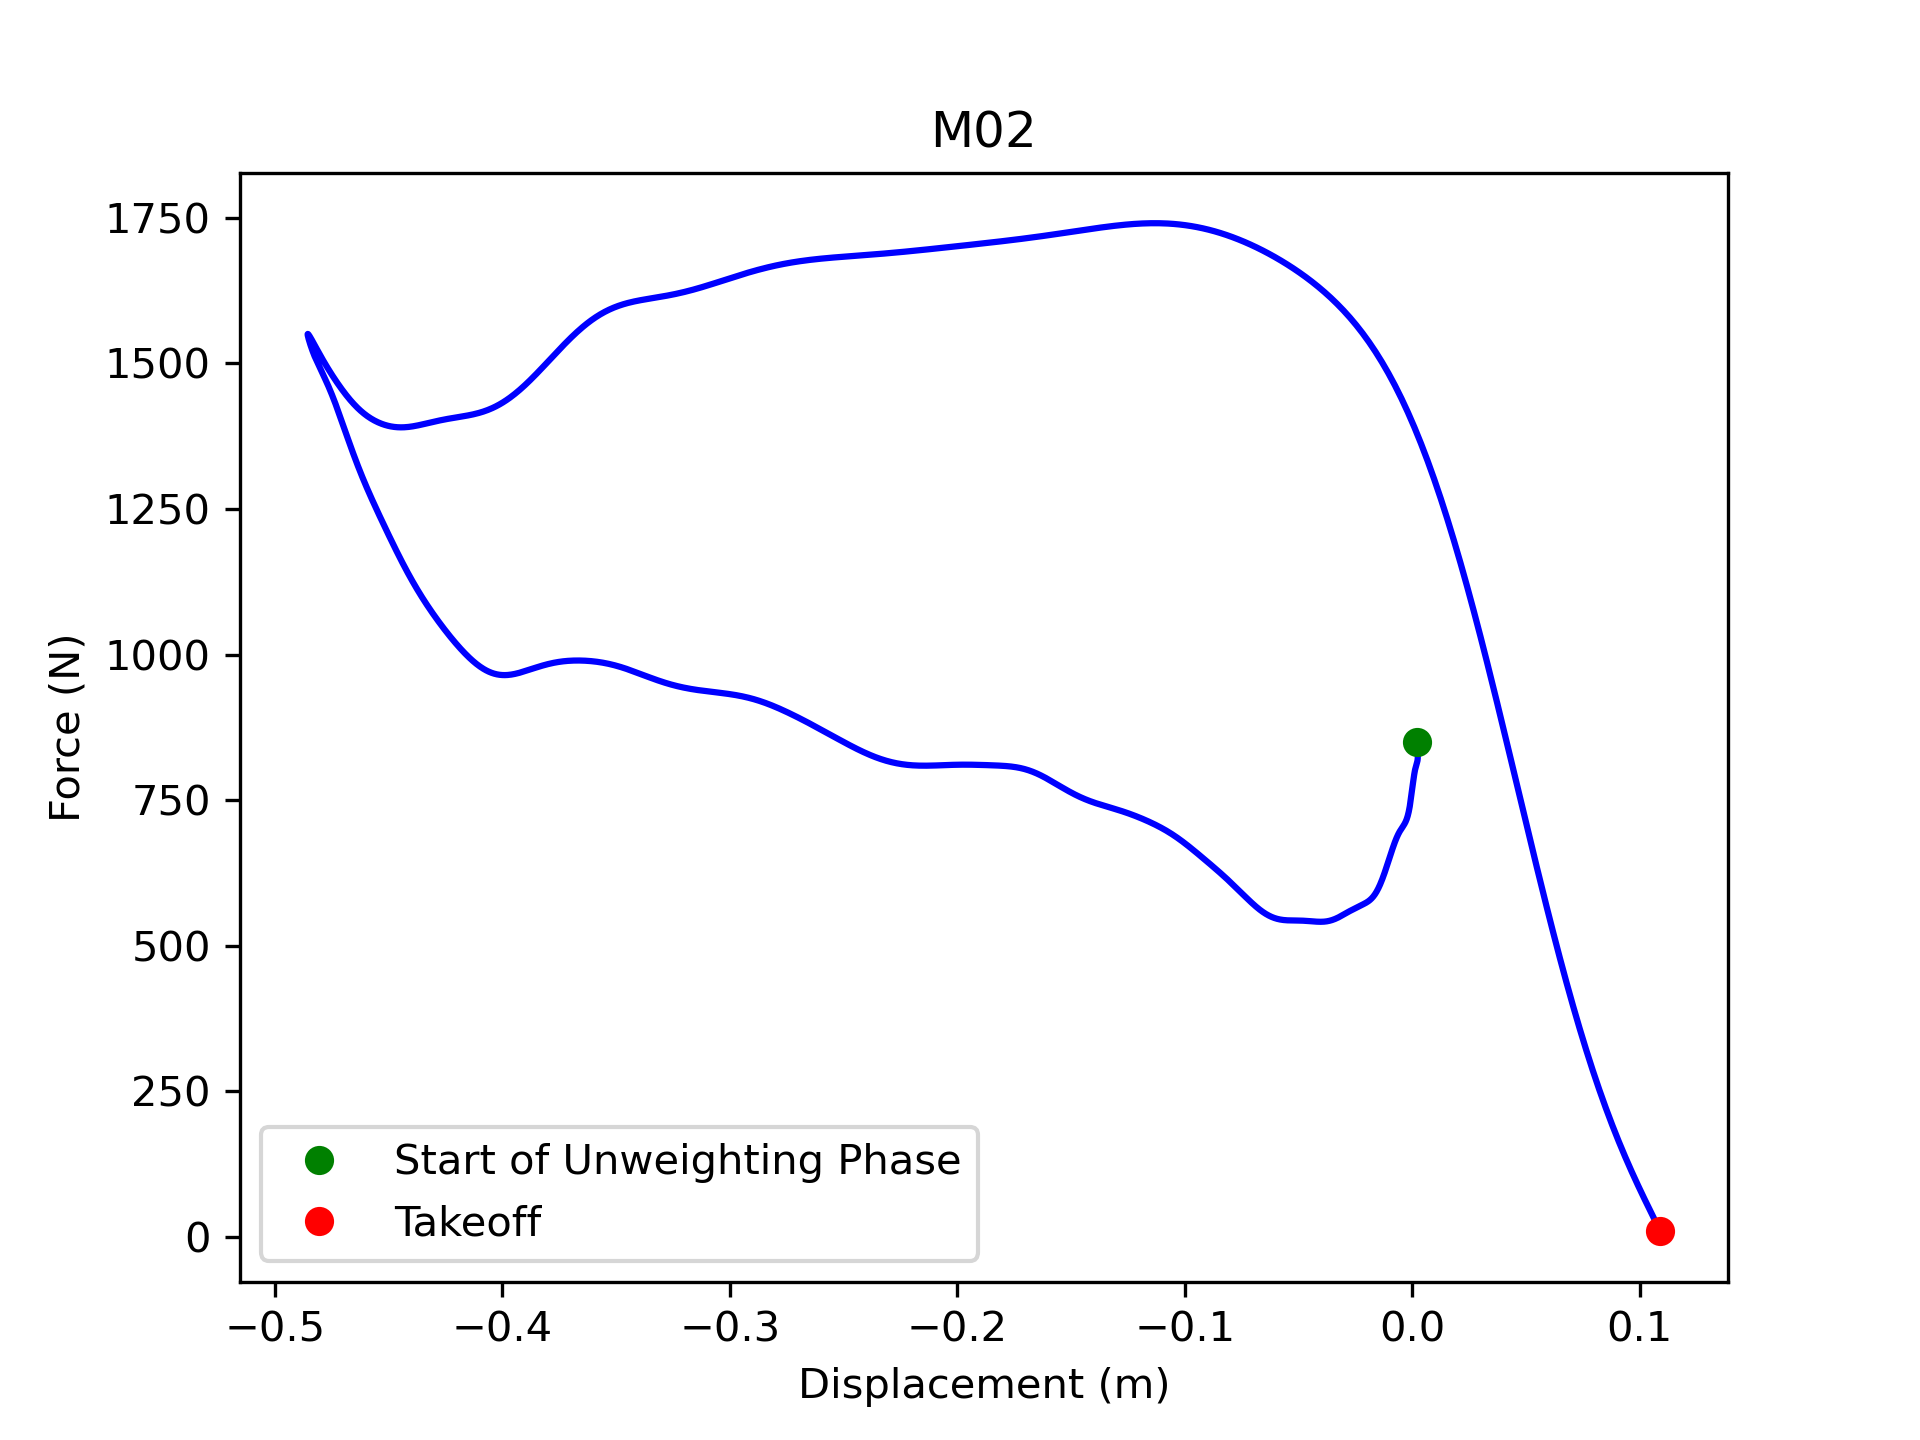 M02
1750
1500
1250
1000
750
500
250
0
Force (N)
Start of Unweighting Phase
Takeoff
−0.5 −0.4 −0.3 −0.2 −0.1 0.0 0.1
Displacement (m)